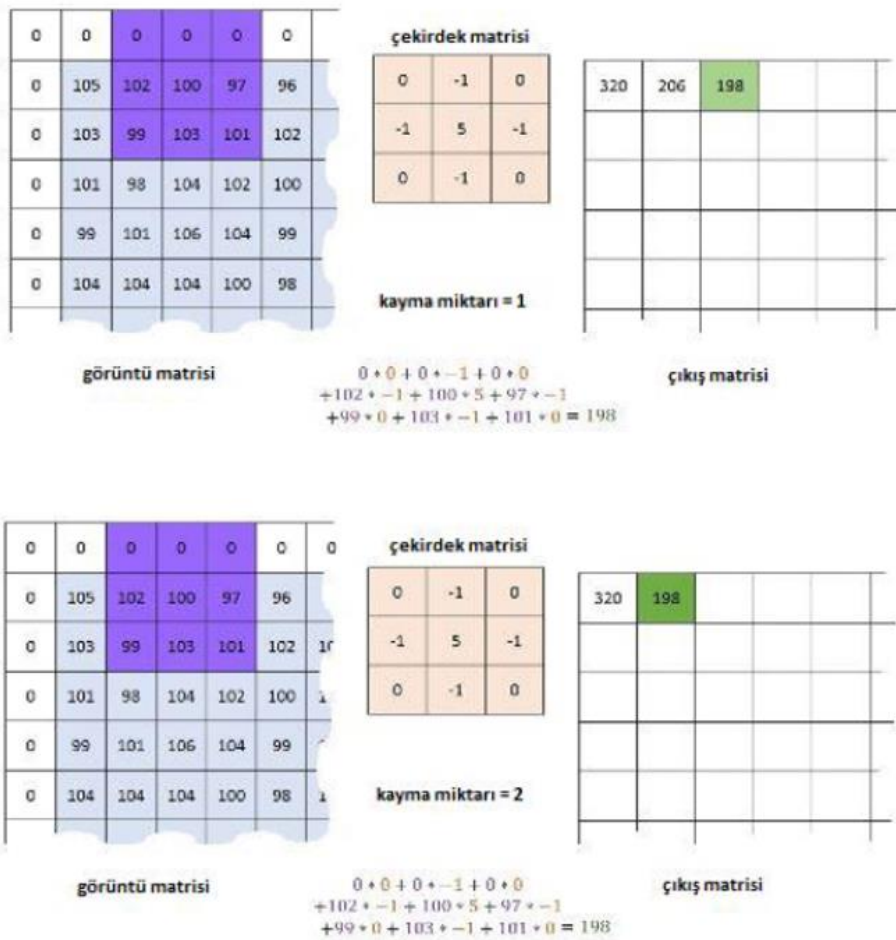 0 0 0 0 0 0
0 105 102 100 97 96
0 103 99 103 101 102
0 101 98 104 102 100
0 99 101 106 104 99
0 104 104 104 100 98
görüntü matrisi
çekirdek matrisi
0 -1 0
-1 5 -1
0 -1 0
kayma miktarı = 1
0 * 0 + 0 * -1 + 0 * 0
+102 * -1 + 100 * 5 + 97 * -1
+99 * 0 + 103 * -1 + 101 * 0 = 198
320 206 198
çıkış matrisi
0 0 0 0 0 0 0
0 105 102 100 97 96
0 103 99 103 101 102
0 101 98 104 102 100
0 99 101 106 104 99
0 104 104 104 100 98
görüntü matrisi
çekirdek matrisi
0 -1 0
-1 5 -1
0 -1 0
kayma miktarı = 2
0 * 0 + 0 * -1 + 0 * 0
+102 * -1 + 100 * 5 + 97 * -1
+99 * 0 + 103 * -1 + 101 * 0 = 198
320 198
çıkış matrisi